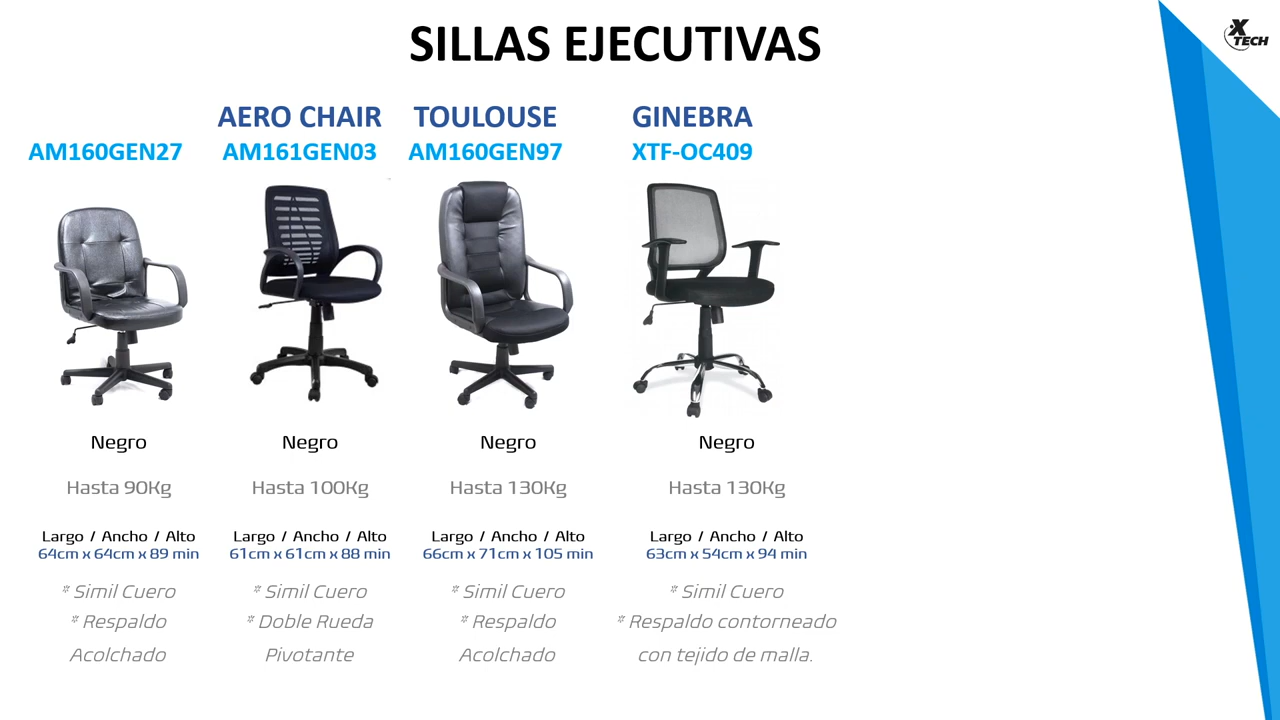 SILLAS EJECUTIVAS
X
TECH
AERO CHAIR
TOULOUSE
GINEBRA
AM160GEN27
AM161GEN03
AM160GEN97
XTF-OC409
Negro
Negro
Negro
Negro
Hasta 90Kg
Hasta 100Kg
Hasta 130Kg
Hasta 130Kg
Largo / Ancho / Alto
64cm x 64cm x 89 min
Largo / Ancho / Alto
61cm x 61cm x 88 min
Largo / Ancho / Alto
66cm x 71cm x 105 min
Largo / Ancho / Alto
63cm x 54cm x 94 min
* Simil Cuero
* Respaldo
Acolchado
* Simil Cuero
* Doble Rueda
Pivotante
* Simil Cuero
* Respaldo
Acolchado
* Simil Cuero
* Respaldo contorneado
con tejido de malla.